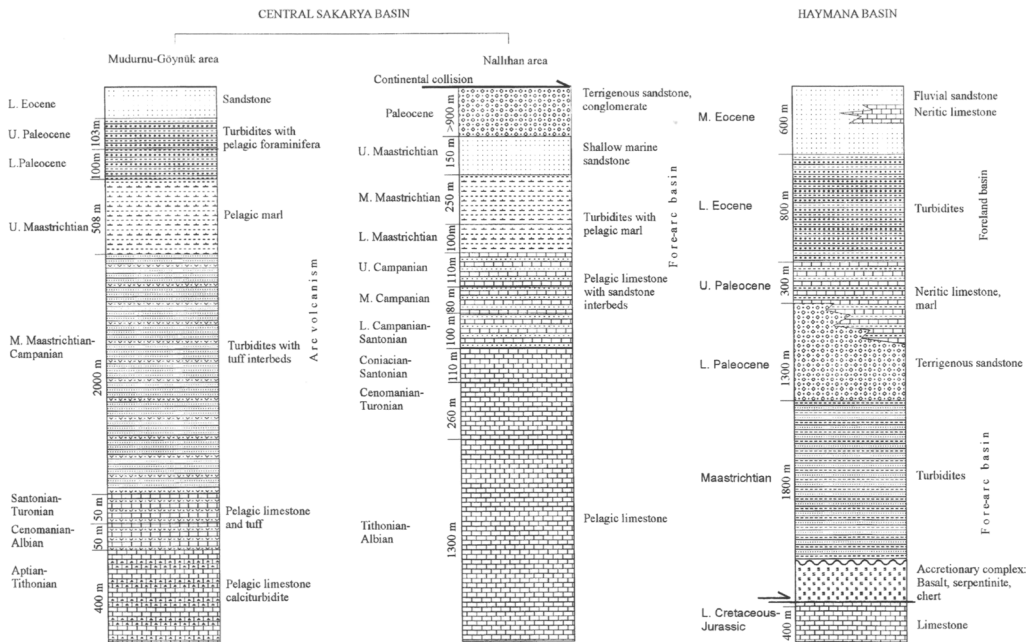 CENTRAL SAKARYA BASIN
HAYMANA BASIN
Mudurnu-Göynük area
L. Eocene
U. Paleocene
L.Paleocene
U. Maastrichtian
M. Maastrichtian-
Campanian
Santonian-
Turonian
Cenomanian-
Albian
Aptian-
Tithonian
103m
100m
508 m
2000 m
50 m
50 m
400 m
Sandstone
Turbidites with
pelagic foraminifera
Pelagic marl
Turbidites with
tuff interbeds
Pelagic limestone
and tuff
Pelagic limestone
calciturbidite
Arc volcanism
Nallıhan area
Continental collision
Paleocene
U. Maastrichtian
M. Maastrichtian
L. Maastrichtian
U. Campanian
M. Campanian
L. Campanian-
Santonian
Coniacian-
Santonian
Cenomanian-
Turonian
Tithonian-
Albian
>900 m
150 m
250 m
100m
110m
80 m
100 m
110 m
260 m
1300 m
Terrigenous sandstone,
conglomerate
Shallow marine
sandstone
Turbidites with
pelagic marl
Pelagic limestone
with sandstone
interbeds
Pelagic limestone
Fore-arc basin
M. Eocene
L. Eocene
U. Paleocene
L. Paleocene
Maastrichtian
L. Cretaceous-
Jurassic
600 m
800 m
300 m
1300 m
1800 m
400 m
Fluvial sandstone
Neritic limestone
Turbidites
Neritic limestone,
marl
Terrigenous sandstone
Turbidites
Accretionary complex:
Basalt, serpentinite,
chert
Limestone
Foreland basin
Fore-arc basin